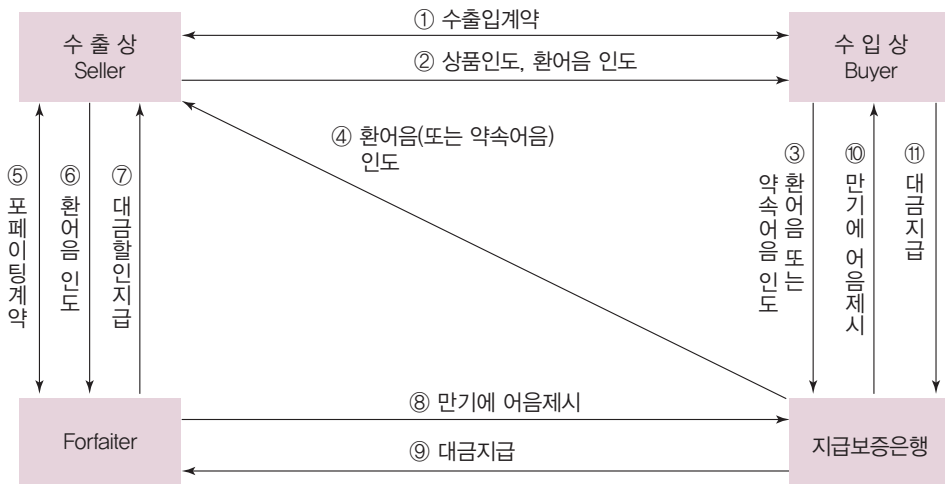 ① 수출입계약
수 출 상
Seller
수 입 상
Buyer
② 상품인도, 환어음 인도
④ 환어음(또는 약속어음)
인도
⑤ 포페이팅계약
⑥ 환어음 인도
⑦ 대금할인지급
③ 환어음 또는
약속어음 인도
⑩ 만기에 어음제시
⑪ 대금지급
Forfaiter
⑧ 만기에 어음제시
⑨ 대금지급
지급보증은행